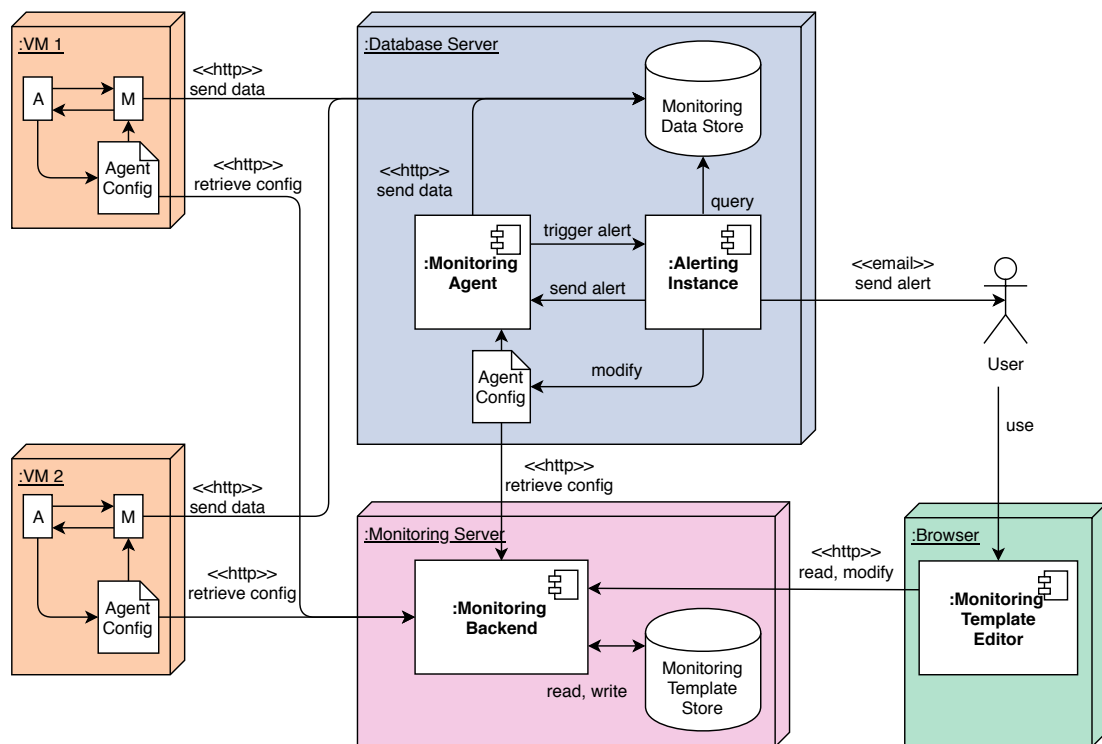 :VM 1
A
M
Agent
Config
<<http>>
send data
<<http>>
retrieve config
:Database Server
Monitoring
Data Store
<<http>>
send data
query
:Monitoring
Agent
trigger alert
send alert
:Alerting
Instance
Agent
Config
modify
<<email>>
send alert
User
use
:VM 2
A
M
Agent
Config
<<http>>
send data
<<http>>
retrieve config
<<http>>
retrieve config
:Monitoring Server
:Monitoring
Backend
read, write
Monitoring
Template
Store
<<http>>
read, modify
:Browser
:Monitoring
Template
Editor